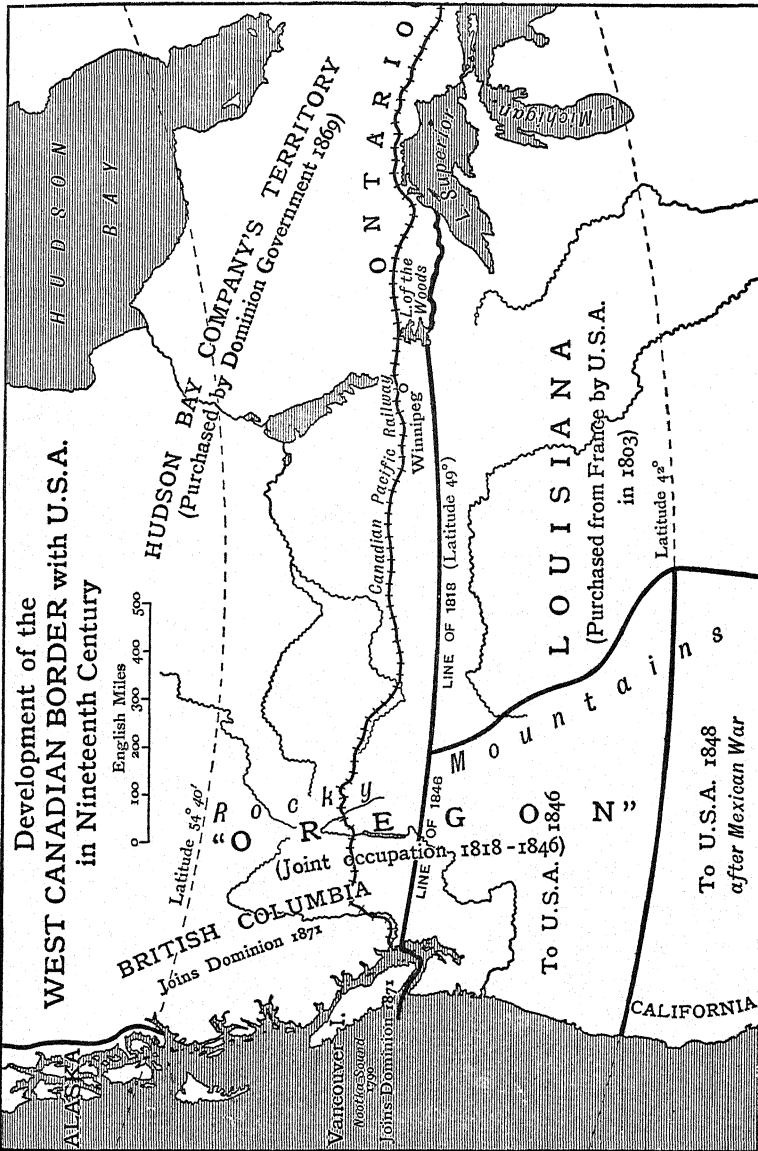 Development of the
WEST CANADIAN BORDER with U.S.A.
in Nineteenth Century
English Miles
0 100 200 300 400 500
HUDSON
BAY
HUDSON BAY COMPANY'S TERRITORY
(Purchased by Dominion Government 1869)
ONTARIO
Latitude 54° 40'
ALASKA
BRITISH COLUMBIA
Joins Dominion 1871
Rocky
Mountains
"OREGON"
(Joint occupation 1818-1846)
Canadian Pacific Railway
Winnipeg
L. of the
Woods
L. Superior
L. Michigan
Vancouver I.
Nootka Sound
1790
Joins Dominion 1871
LINE OF 1846
LINE OF 1818 (Latitude 49°)
To U.S.A. 1846
LOUISIANA
(Purchased from France by U.S.A.
in 1803)
Latitude 42°
To U.S.A. 1848
after Mexican War
CALIFORNIA